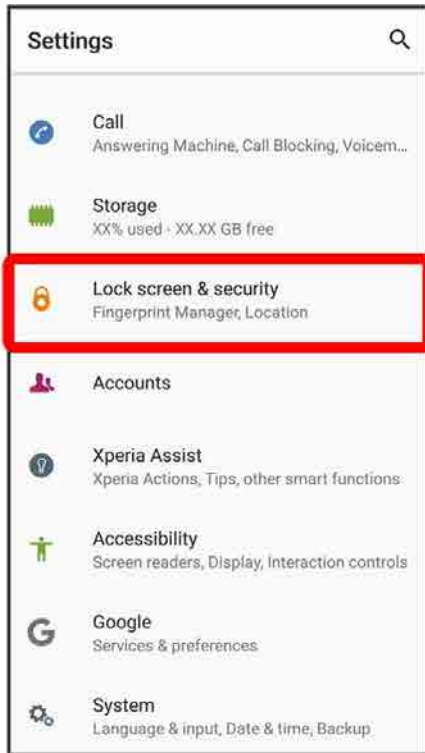 Settings
Call
Answering Machine, Call Blocking, Voicem...
Storage
XX% used - XX.XX GB free
Lock screen & security
Fingerprint Manager, Location
Accounts
Xperia Assist
Xperia Actions, Tips, other smart functions
Accessibility
Screen readers, Display, Interaction controls
Google
Services & preferences
System
Language & input, Date & time, Backup